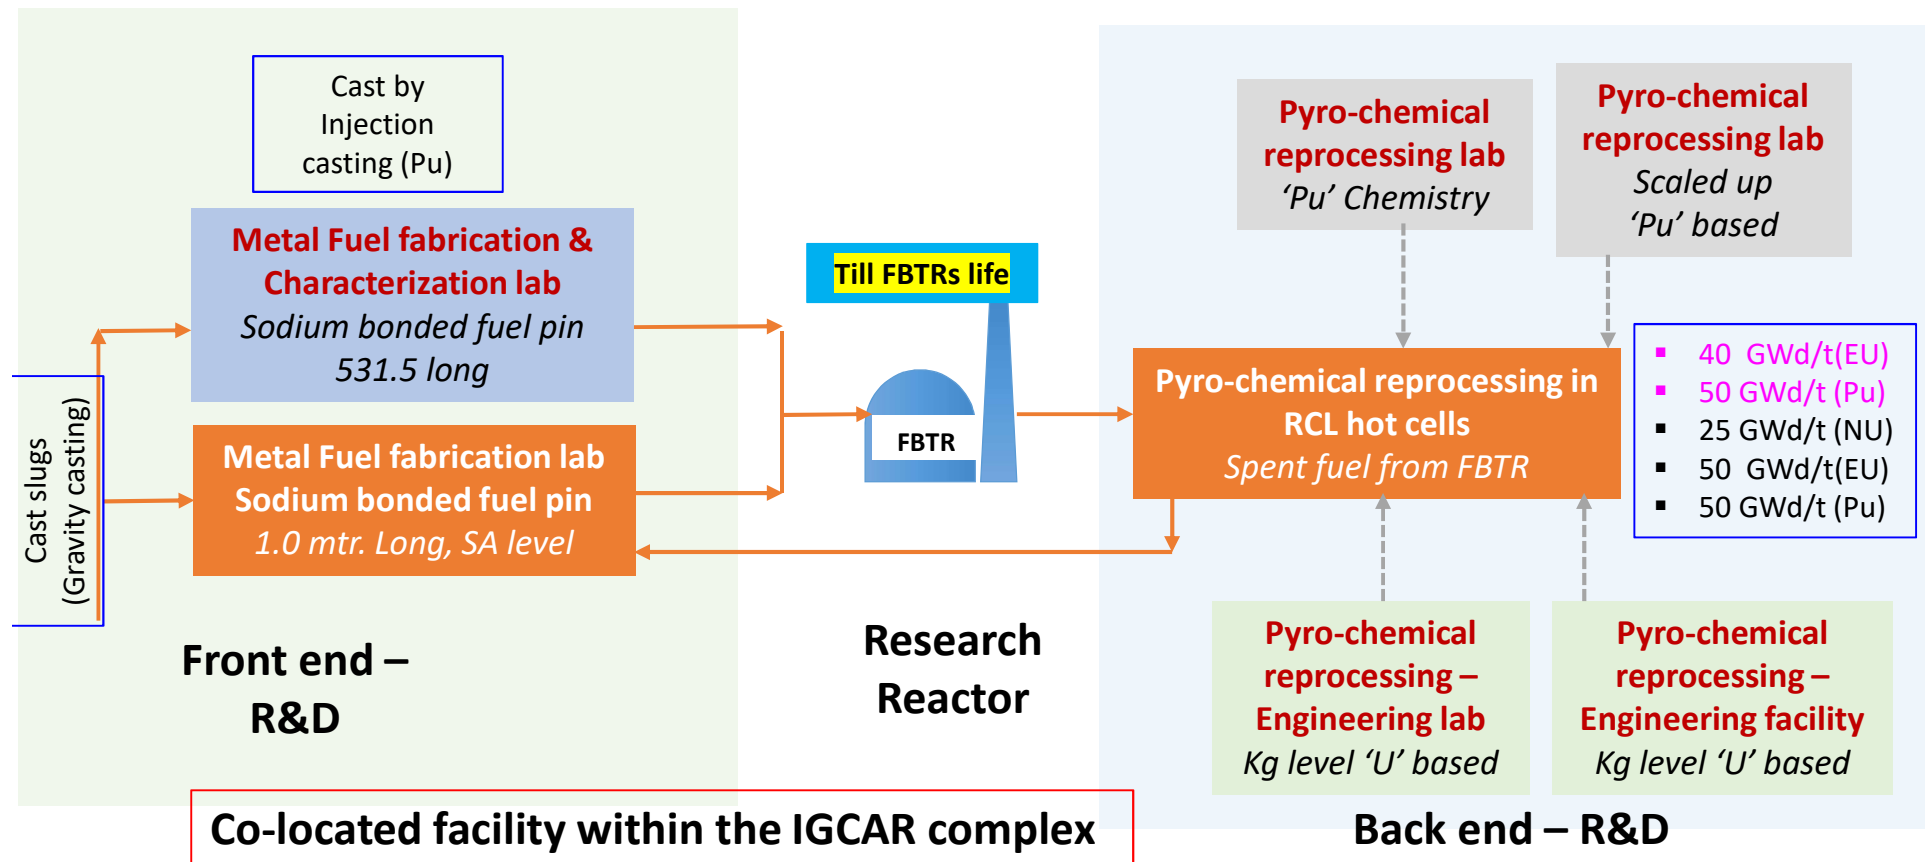 Cast by
Injection
casting (Pu)
Metal Fuel fabrication &
Characterization lab
Sodium bonded fuel pin
531.5 long
Cast slugs
(Gravity casting)
Metal Fuel fabrication lab
Sodium bonded fuel pin
1.0 mtr. Long, SA level
Front end –
R&D
Till FBTRs life
FBTR
Research
Reactor
Pyro-chemical
reprocessing lab
‘Pu’ Chemistry
Pyro-chemical
reprocessing lab
Scaled up
‘Pu’ based
Pyro-chemical reprocessing in
RCL hot cells
Spent fuel from FBTR
▪ 40 GWd/t(EU)
▪ 50 GWd/t (Pu)
▪ 25 GWd/t (NU)
▪ 50 GWd/t(EU)
▪ 50 GWd/t (Pu)
Pyro-chemical
reprocessing –
Engineering lab
Kg level ‘U’ based
Pyro-chemical
reprocessing –
Engineering facility
Kg level ‘U’ based
Co-located facility within the IGCAR complex
Back end – R&D